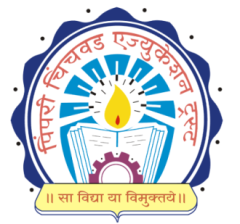 पिंपरी चिंचवड एज्युकेशन ट्रस्ट
|| सा विद्या या विमुक्तये ||